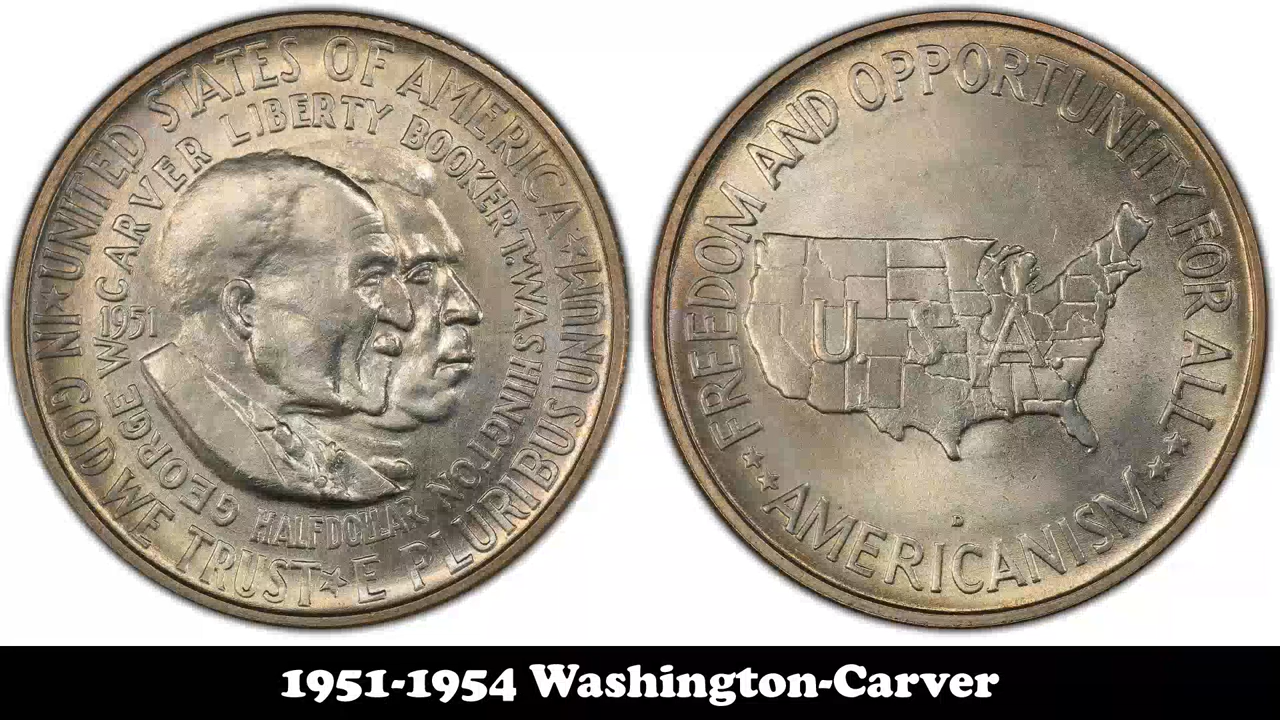 UNITED STATES OF AMERICA
E PLURIBUS UNUM
IN GOD WE TRUST
GEORGE W. CARVER LIBERTY BOOKER T. WASHINGTON
1951
HALF DOLLAR
FREEDOM AND OPPORTUNITY FOR ALL
U S A
D
AMERICANISM
1951-1954 Washington-Carver